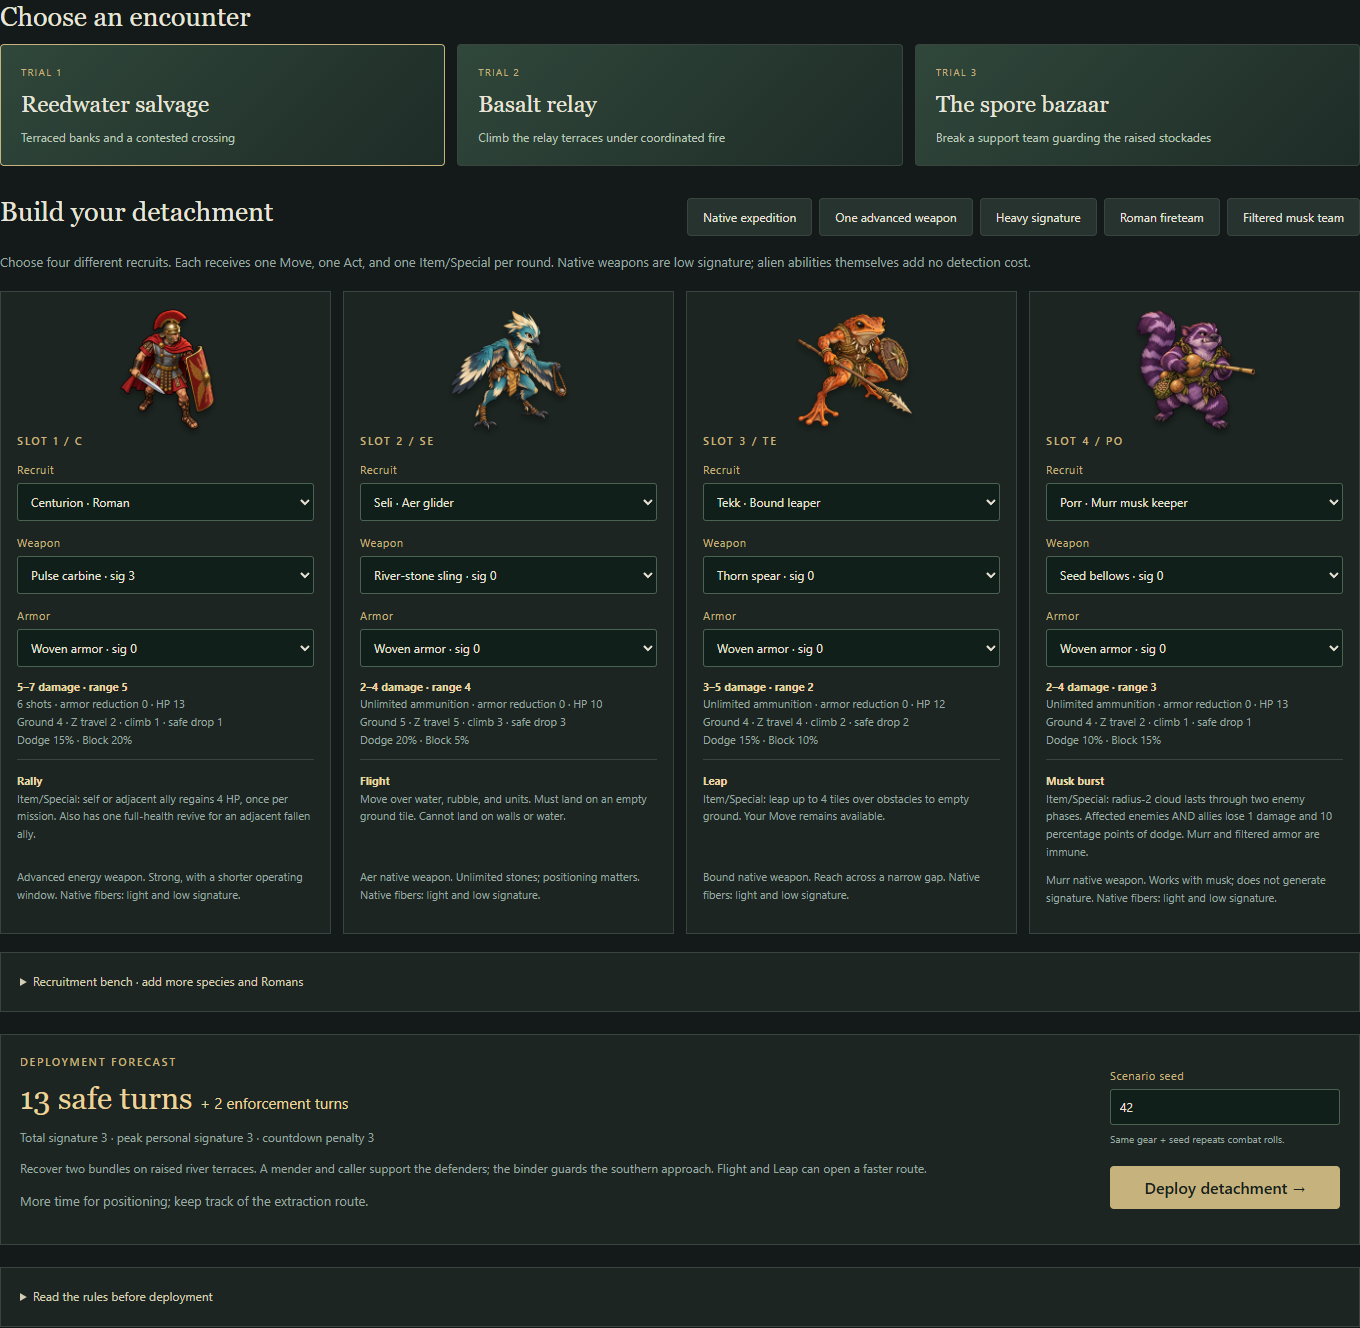 Choose an encounter
TRIAL 1
Reedwater salvage
Terraced banks and a contested crossing
TRIAL 2
Basalt relay
Climb the relay terraces under coordinated fire
TRIAL 3
The spore bazaar
Break a support team guarding the raised stockades
Build your detachment
Native expedition
One advanced weapon
Heavy signature
Roman fireteam
Filtered musk team
Choose four different recruits. Each receives one Move, one Act, and one Item/Special per round. Native weapons are low signature; alien abilities themselves add no detection cost.
SLOT 1 / C
Recruit
Centurion · Roman
Weapon
Pulse carbine · sig 3
Armor
Woven armor · sig 0
5–7 damage · range 5
6 shots · armor reduction 0 · HP 13
Ground 4 · Z travel 2 · climb 1 · safe drop 1
Dodge 15% · Block 20%
Rally
Item/Special: self or adjacent ally regains 4 HP, once per
mission. Also has one full-health revive for an adjacent fallen
ally.
Advanced energy weapon. Strong, with a shorter operating
window. Native fibers: light and low signature.
SLOT 2 / SE
Recruit
Seli · Aer glider
Weapon
River-stone sling · sig 0
Armor
Woven armor · sig 0
2–4 damage · range 4
Unlimited ammunition · armor reduction 0 · HP 10
Ground 5 · Z travel 5 · climb 3 · safe drop 3
Dodge 20% · Block 5%
Flight
Move over water, rubble, and units. Must land on an empty
ground tile. Cannot land on walls or water.
Aer native weapon. Unlimited stones; positioning matters.
Native fibers: light and low signature.
SLOT 3 / TE
Recruit
Tekk · Bound leaper
Weapon
Thorn spear · sig 0
Armor
Woven armor · sig 0
3–5 damage · range 2
Unlimited ammunition · armor reduction 0 · HP 12
Ground 4 · Z travel 4 · climb 2 · safe drop 2
Dodge 15% · Block 10%
Leap
Item/Special: leap up to 4 tiles over obstacles to empty
ground. Your Move remains available.
Bound native weapon. Reach across a narrow gap. Native
fibers: light and low signature.
SLOT 4 / PO
Recruit
Porr · Murr musk keeper
Weapon
Seed bellows · sig 0
Armor
Woven armor · sig 0
2–4 damage · range 3
Unlimited ammunition · armor reduction 0 · HP 13
Ground 4 · Z travel 2 · climb 1 · safe drop 1
Dodge 10% · Block 15%
Musk burst
Item/Special: radius-2 cloud lasts through two enemy
phases. Affected enemies AND allies lose 1 damage and 10
percentage points of dodge. Murr and filtered armor are
immune.
Murr native weapon. Works with musk; does not generate
signature. Native fibers: light and low signature.
Recruitment bench · add more species and Romans
DEPLOYMENT FORECAST
13 safe turns + 2 enforcement turns
Total signature 3 · peak personal signature 3 · countdown penalty 3
Recover two bundles on raised river terraces. A mender and caller support the defenders; the binder guards the southern approach. Flight and Leap can open a faster route.
More time for positioning; keep track of the extraction route.
Scenario seed
42
Same gear + seed repeats combat rolls.
Deploy detachment →
Read the rules before deployment